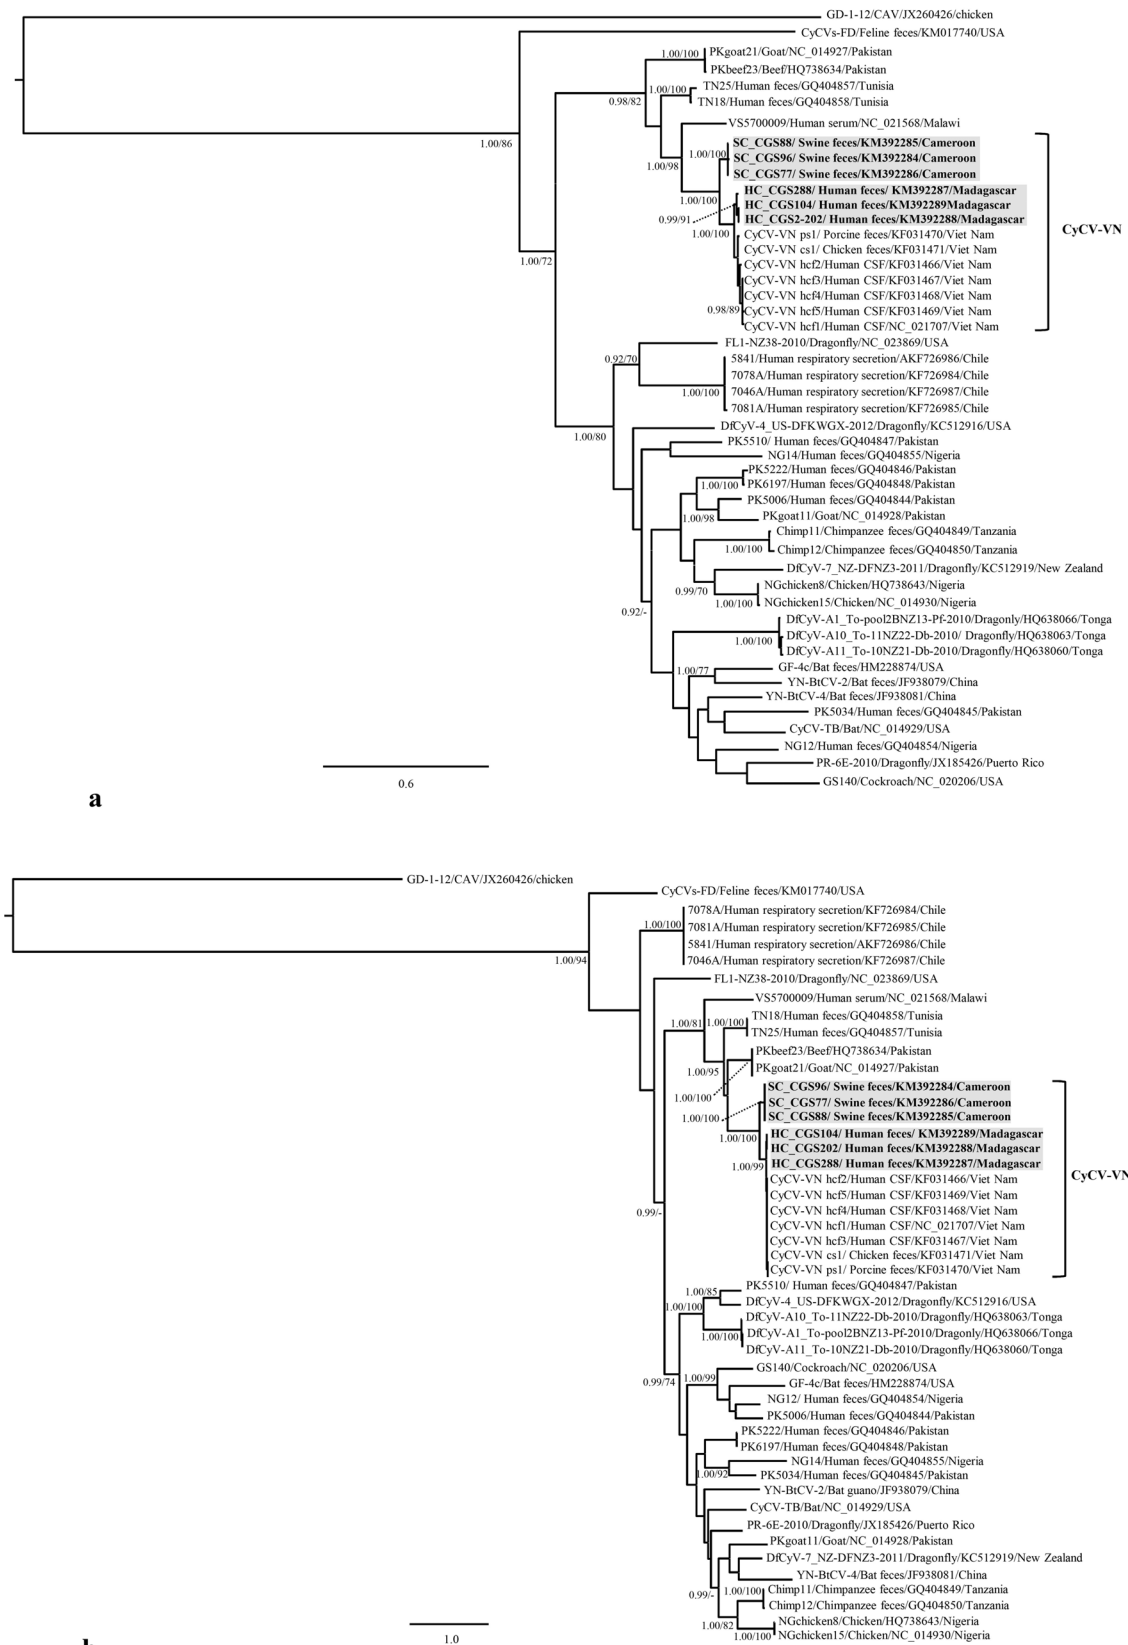 GD-1-12/CAV/JX260426/chicken
CyCVs-FD/Feline feces/KM017740/USA
1.00/100
PKgoat21/Goat/NC_014927/Pakistan
PKbeef23/Beef/HQ738634/Pakistan
0.98/82
1.00/100
TN25/Human feces/GQ404857/Tunisia
TN18/Human feces/GQ404858/Tunisia
VS5700009/Human serum/NC_021568/Malawi
1.00/86
1.00/98
1.00/100
SC_CGS88/ Swine feces/KM392285/Cameroon
SC_CGS96/ Swine feces/KM392284/Cameroon
SC_CGS77/ Swine feces/KM392286/Cameroon
1.00/100
HC_CGS288/ Human feces/ KM392287/Madagascar
HC_CGS104/ Human feces/KM392289Madagascar
HC_CGS2-202/ Human feces/KM392288/Madagascar
0.99/91
1.00/100
CyCV-VN
CyCV-VN ps1/ Porcine feces/KF031470/Viet Nam
CyCV-VN cs1/ Chicken feces/KF031471/Viet Nam
1.00/72
CyCV-VN hcf2/Human CSF/KF031466/Viet Nam
CyCV-VN hcf3/Human CSF/KF031467/Viet Nam
CyCV-VN hcf4/Human CSF/KF031468/Viet Nam
0.98/89
CyCV-VN hcf5/Human CSF/KF031469/Viet Nam
CyCV-VN hcf1/Human CSF/NC_021707/Viet Nam
FL1-NZ38-2010/Dragonfly/NC_023869/USA
0.92/70
5841/Human respiratory secretion/AKF726986/Chile
7078A/Human respiratory secretion/KF726984/Chile
1.00/100
7046A/Human respiratory secretion/KF726987/Chile
7081A/Human respiratory secretion/KF726985/Chile
1.00/80
DfCyV-4_US-DFKWGX-2012/Dragonfly/KC512916/USA
PK5510/ Human feces/GQ404847/Pakistan
NG14/Human feces/GQ404855/Nigeria
PK5222/Human feces/GQ404846/Pakistan
1.00/100
PK6197/Human feces/GQ404848/Pakistan
PK5006/Human feces/GQ404844/Pakistan
1.00/98
PKgoat11/Goat/NC_014928/Pakistan
Chimp11/Chimpanzee feces/GQ404849/Tanzania
1.00/100
Chimp12/Chimpanzee feces/GQ404850/Tanzania
DfCyV-7_NZ-DFNZ3-2011/Dragonfly/KC512919/New Zealand
0.99/70
NGchicken8/Chicken/HQ738643/Nigeria
1.00/100
NGchicken15/Chicken/NC_014930/Nigeria
0.92/-
DfCyV-A1_To-pool2BNZ13-Pf-2010/Dragonly/HQ638066/Tonga
1.00/100
DfCyV-A10_To-11NZ22-Db-2010/ Dragonfly/HQ638063/Tonga
DfCyV-A11_To-10NZ21-Db-2010/Dragonfly/HQ638060/Tonga
1.00/77
GF-4c/Bat feces/HM228874/USA
YN-BtCV-2/Bat feces/JF938079/China
YN-BtCV-4/Bat feces/JF938081/China
PK5034/Human feces/GQ404845/Pakistan
CyCV-TB/Bat/NC_014929/USA
NG12/Human feces/GQ404854/Nigeria
PR-6E-2010/Dragonfly/JX185426/Puerto Rico
GS140/Cockroach/NC_020206/USA
0.6
a
GD-1-12/CAV/JX260426/chicken
CyCVs-FD/Feline feces/KM017740/USA
7078A/Human respiratory secretion/KF726984/Chile
1.00/100
7081A/Human respiratory secretion/KF726985/Chile
5841/Human respiratory secretion/AKF726986/Chile
1.00/94
7046A/Human respiratory secretion/KF726987/Chile
FL1-NZ38-2010/Dragonfly/NC_023869/USA
VS5700009/Human serum/NC_021568/Malawi
1.00/81
1.00/100
TN18/Human feces/GQ404858/Tunisia
TN25/Human feces/GQ404857/Tunisia
PKbeef23/Beef/HQ738634/Pakistan
1.00/95
PKgoat21/Goat/NC_014927/Pakistan
SC_CGS96/ Swine feces/KM392284/Cameroon
1.00/100
SC_CGS77/ Swine feces/KM392286/Cameroon
1.00/100
SC_CGS88/ Swine feces/KM392285/Cameroon
1.00/100
HC_CGS104/ Human feces/ KM392289/Madagascar
HC_CGS202/ Human feces/KM392288/Madagascar
1.00/99
HC_CGS288/ Human feces/KM392287/Madagascar
CyCV-VN
CyCV-VN hcf2/Human CSF/KF031466/Viet Nam
CyCV-VN hcf5/Human CSF/KF031469/Viet Nam
0.99/-
CyCV-VN hcf4/Human CSF/KF031468/Viet Nam
CyCV-VN hcf1/Human CSF/NC_021707/Viet Nam
CyCV-VN hcf3/Human CSF/KF031467/Viet Nam
CyCV-VN cs1/ Chicken feces/KF031471/Viet Nam
CyCV-VN ps1/ Porcine feces/KF031470/Viet Nam
1.00/85
PK5510/ Human feces/GQ404847/Pakistan
1.00/100
DfCyV-4_US-DFKWGX-2012/Dragonfly/KC512916/USA
DfCyV-A10_To-11NZ22-Db-2010/Dragonfly/HQ638063/Tonga
1.00/100
DfCyV-A1_To-pool2BNZ13-Pf-2010/Dragonly/HQ638066/Tonga
DfCyV-A11_To-10NZ21-Db-2010/Dragonfly/HQ638060/Tonga
GS140/Cockroach/NC_020206/USA
0.99/74
1.00/99
GF-4c/Bat feces/HM228874/USA
NG12/ Human feces/GQ404854/Nigeria
PK5006/Human feces/GQ404844/Pakistan
PK5222/Human feces/GQ404846/Pakistan
PK6197/Human feces/GQ404848/Pakistan
NG14/Human feces/GQ404855/Nigeria
1.00/92
PK5034/Human feces/GQ404845/Pakistan
YN-BtCV-2/Bat guano/JF938079/China
CyCV-TB/Bat/NC_014929/USA
PR-6E-2010/Dragonfly/JX185426/Puerto Rico
PKgoat11/Goat/NC_014928/Pakistan
DfCyV-7_NZ-DFNZ3-2011/Dragonfly/KC512919/New Zealand
YN-BtCV-4/Bat feces/JF938081/China
0.99/-
1.00/100
Chimp11/Chimpanzee feces/GQ404849/Tanzania
Chimp12/Chimpanzee feces/GQ404850/Tanzania
1.00/82
NGchicken8/Chicken/HQ738643/Nigeria
1.00/100
NGchicken15/Chicken/NC_014930/Nigeria
1.0
b